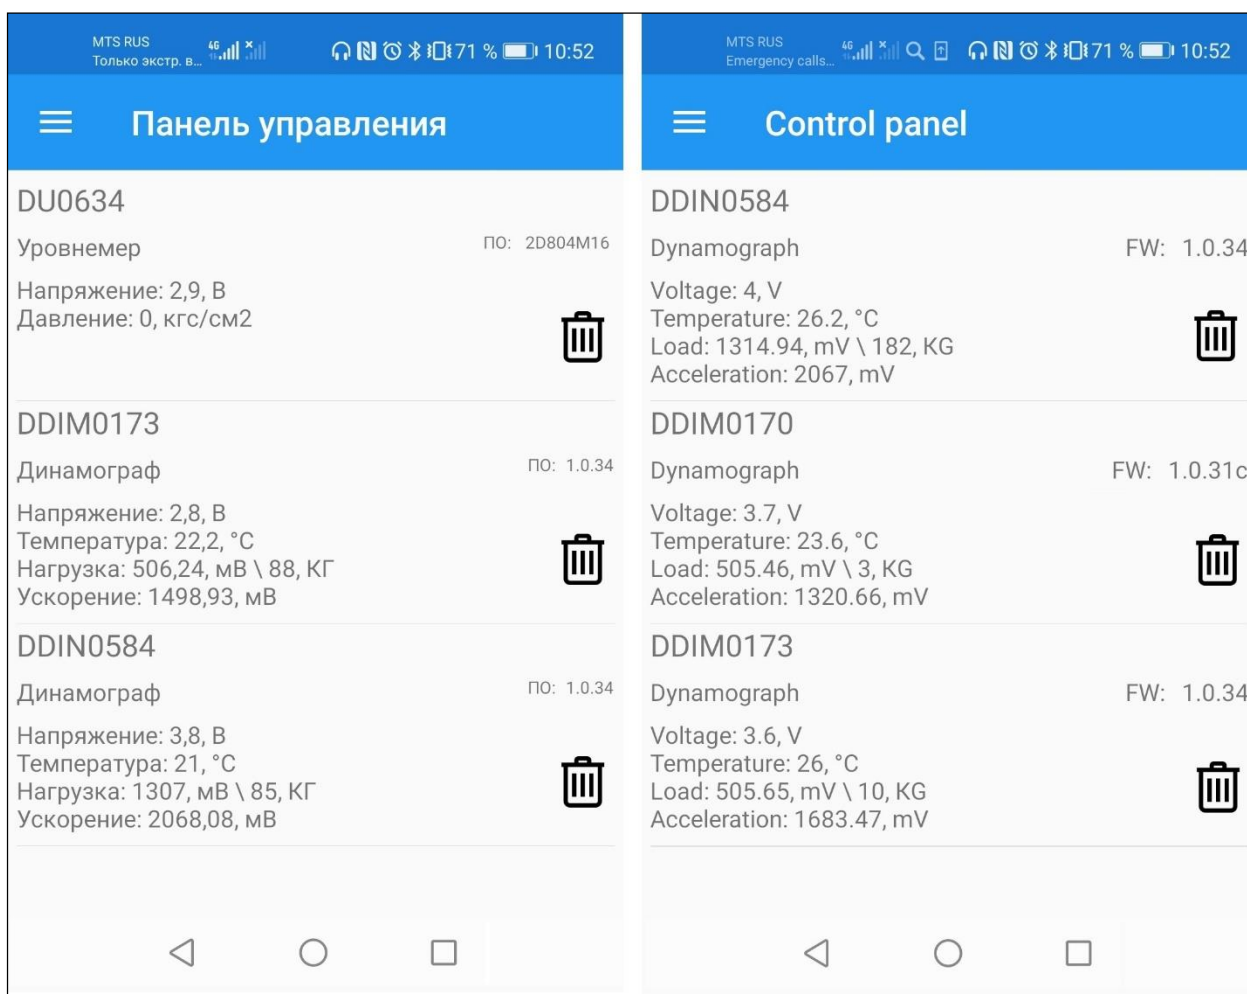 MTS RUS
Только экстр. в...
4G
71 %
10:52
Панель управления
DU0634
Уровнемер
ПО: 2D804M16
Напряжение: 2,9, В
Давление: 0, кгс/см2
DDIM0173
Динамограф
ПО: 1.0.34
Напряжение: 2,8, В
Температура: 22,2, °C
Нагрузка: 506,24, мВ \ 88, КГ
Ускорение: 1498,93, мВ
DDIN0584
Динамограф
ПО: 1.0.34
Напряжение: 3,8, В
Температура: 21, °C
Нагрузка: 1307, мВ \ 85, КГ
Ускорение: 2068,08, мВ
MTS RUS
Emergency calls...
4G
71 %
10:52
Control panel
DDIN0584
Dynamograph
FW: 1.0.34
Voltage: 4, V
Temperature: 26.2, °C
Load: 1314.94, mV \ 182, KG
Acceleration: 2067, mV
DDIM0170
Dynamograph
FW: 1.0.31c
Voltage: 3.7, V
Temperature: 23.6, °C
Load: 505.46, mV \ 3, KG
Acceleration: 1320.66, mV
DDIM0173
Dynamograph
FW: 1.0.34
Voltage: 3.6, V
Temperature: 26, °C
Load: 505.65, mV \ 10, KG
Acceleration: 1683.47, mV